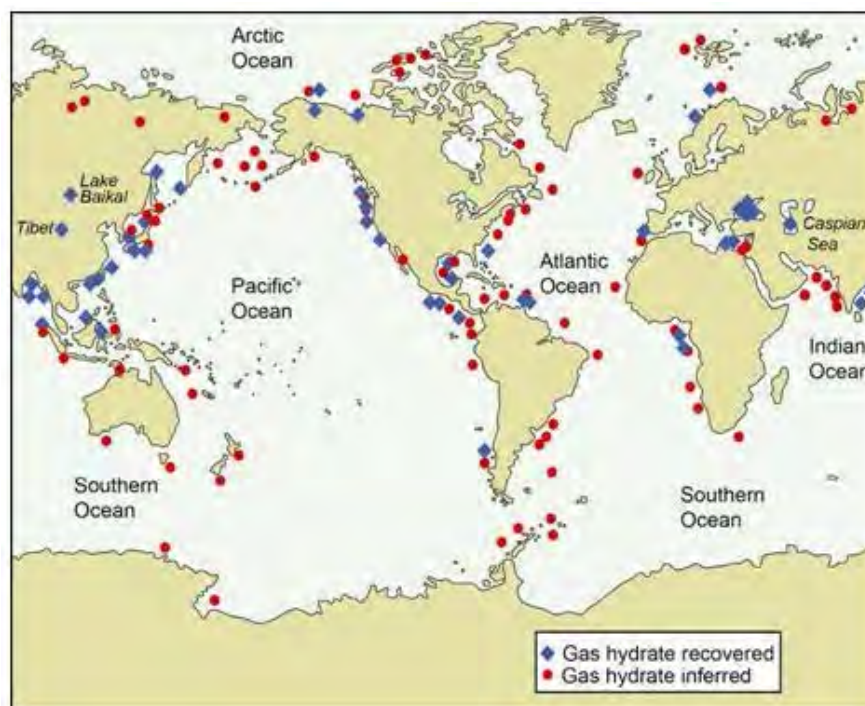 Arctic
Ocean
Lake
Baikal
Tibet
Caspian
Sea
Atlantic
Ocean
Pacific
Ocean
Indian
Ocean
Southern
Ocean
Southern
Ocean
Gas hydrate recovered
Gas hydrate inferred